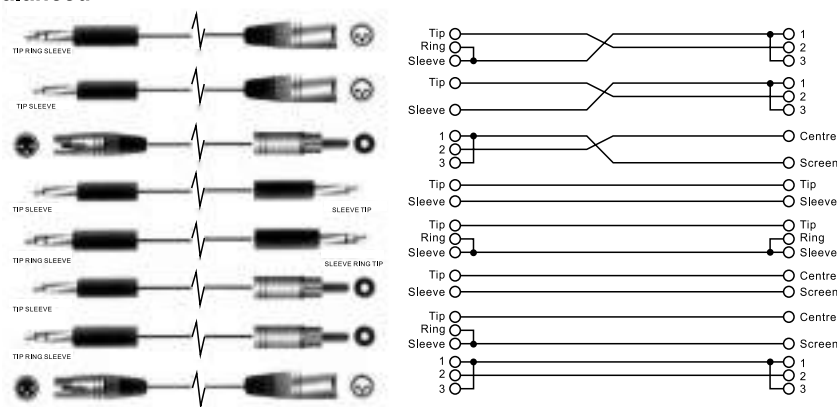 TIP RING SLEEVE
TIP SLEEVE
TIP SLEEVE
SLEEVE TIP
TIP RING SLEEVE
SLEEVE RING TIP
TIP SLEEVE
TIP RING SLEEVE
Tip 1
Ring 2
Sleeve 3
Tip 1
2
Sleeve 3
1 Centre
2
3 Screen
Tip Tip
Sleeve Sleeve
Tip Tip
Ring Ring
Sleeve Sleeve
Tip Centre
Sleeve Screen
Tip Centre
Ring
Sleeve Screen
1 1
2 2
3 3